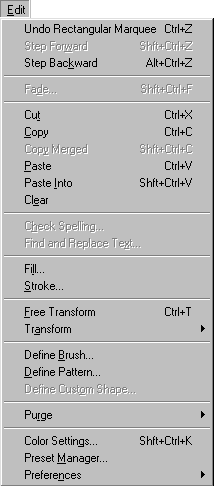 Edit
Undo Rectangular Marquee Ctrl+Z
Step Forward Shft+Ctrl+Z
Step Backward Alt+Ctrl+Z
Fade... Shft+Ctrl+F
Cut Ctrl+X
Copy Ctrl+C
Copy Merged Shft+Ctrl+C
Paste Ctrl+V
Paste Into Shft+Ctrl+V
Clear
Check Spelling...
Find and Replace Text...
Fill...
Stroke...
Free Transform Ctrl+T
Transform
Define Brush...
Define Pattern...
Define Custom Shape...
Purge
Color Settings... Shft+Ctrl+K
Preset Manager...
Preferences